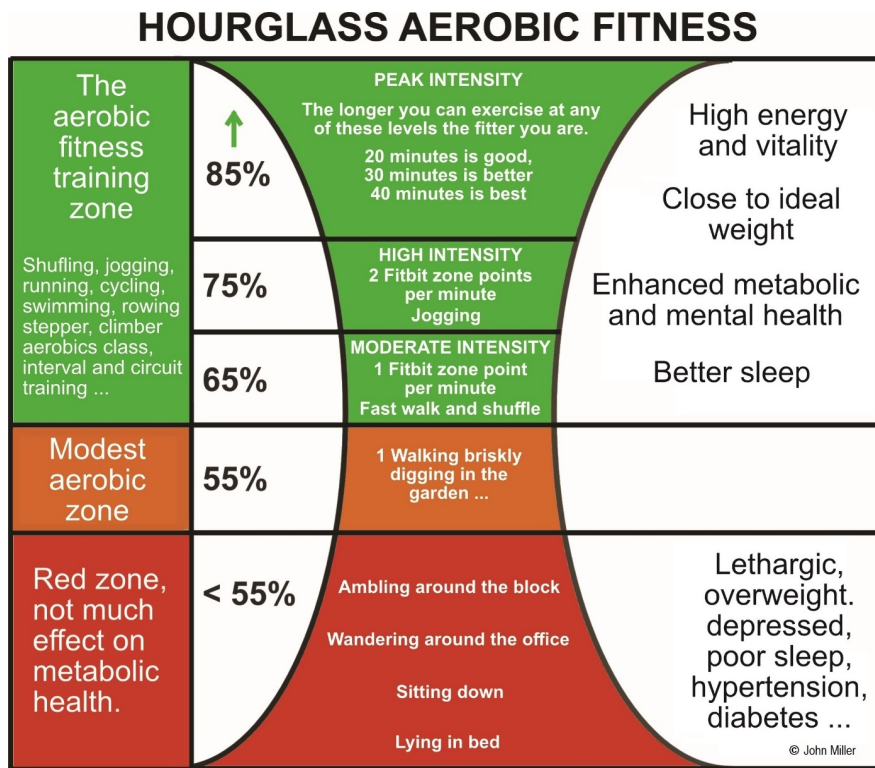 HOURGLASS AEROBIC FITNESS
The
aerobic
fitness
training
zone
Shufling, jogging,
running, cycling,
swimming, rowing
stepper, climber
aerobics class,
interval and circuit
training ...
85%
PEAK INTENSITY
The longer you can exercise at any
of these levels the fitter you are.
20 minutes is good,
30 minutes is better
40 minutes is best
75%
HIGH INTENSITY
2 Fitbit zone points
per minute
Jogging
65%
MODERATE INTENSITY
1 Fitbit zone point
per minute
Fast walk and shuffle
High energy
and vitality
Close to ideal
weight
Enhanced metabolic
and mental health
Better sleep
Modest
aerobic
zone
55%
1 Walking briskly
digging in the
garden ...
Red zone,
not much
effect on
metabolic
health.
< 55%
Ambling around the block
Wandering around the office
Sitting down
Lying in bed
Lethargic,
overweight.
depressed,
poor sleep,
hypertension,
diabetes ...
© John Miller